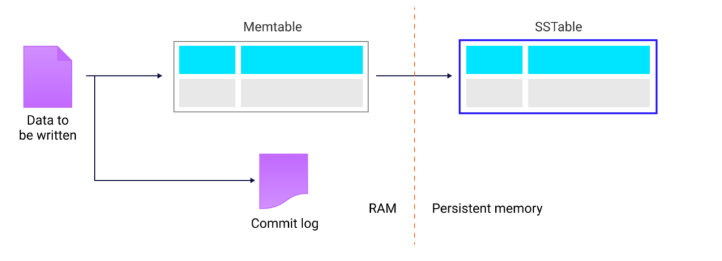 Memtable
SSTable
Data to
be written
Commit log
RAM
Persistent memory